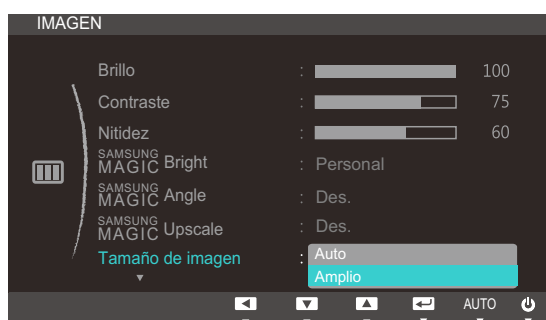 IMAGEN
Brillo : 100
Contraste : 75
Nitidez : 60
SAMSUNG MAGIC Bright : Personal
SAMSUNG MAGIC Angle : Des.
SAMSUNG MAGIC Upscale : Des.
Tamaño de imagen : Auto
Amplio
AUTO